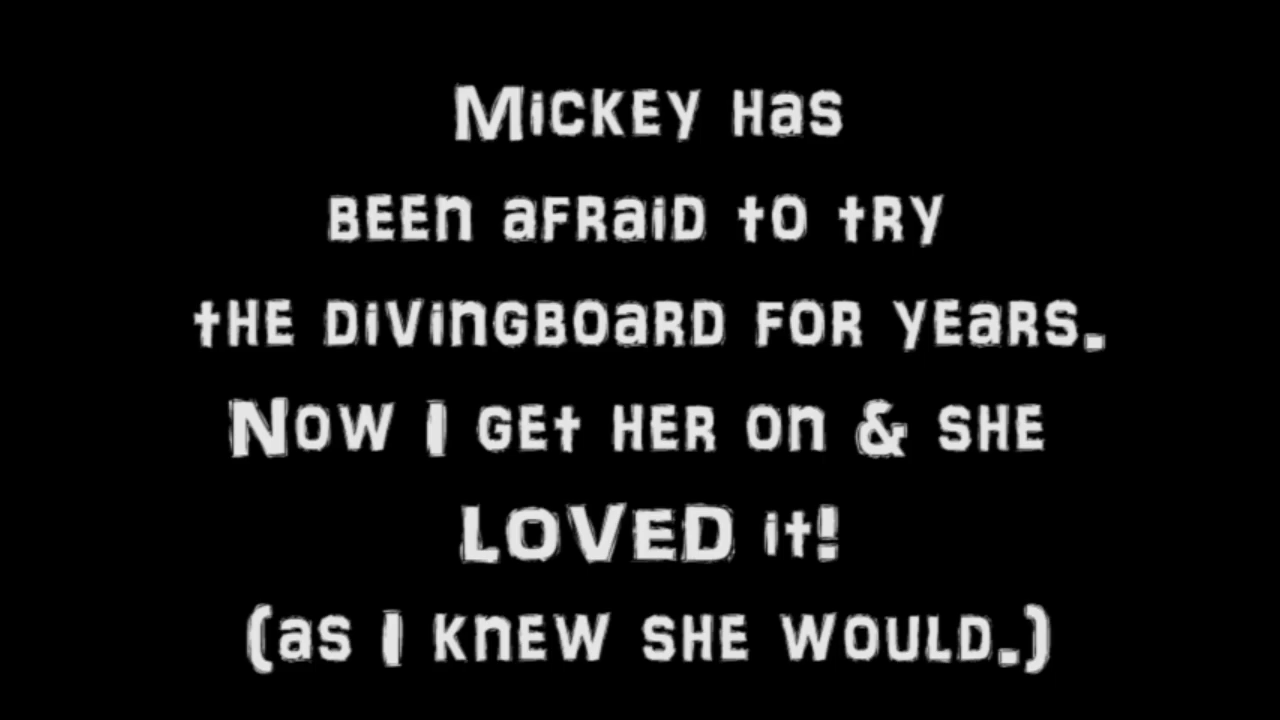 Mickey has
been afraid to try
the divingboard for years.
Now I get her on & she
LOVED it!
(as I knew she would.)